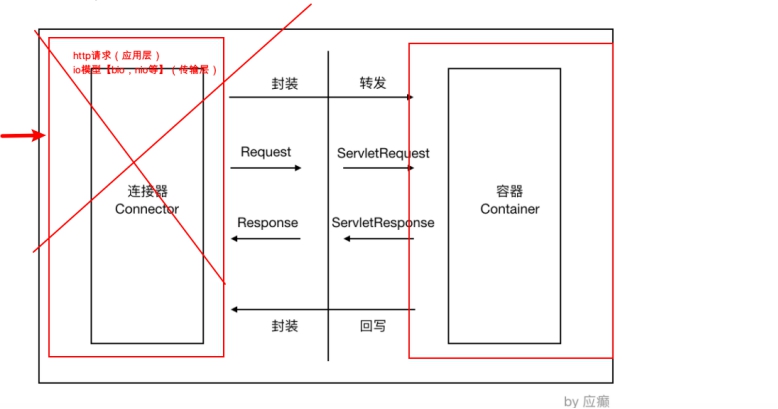 http请求（应用层）
io模型【bio，nio等】（传输层）
封装
转发
Request
ServletRequest
连接器
Connector
容器
Container
Response
ServletResponse
封装
回写
by 应癫